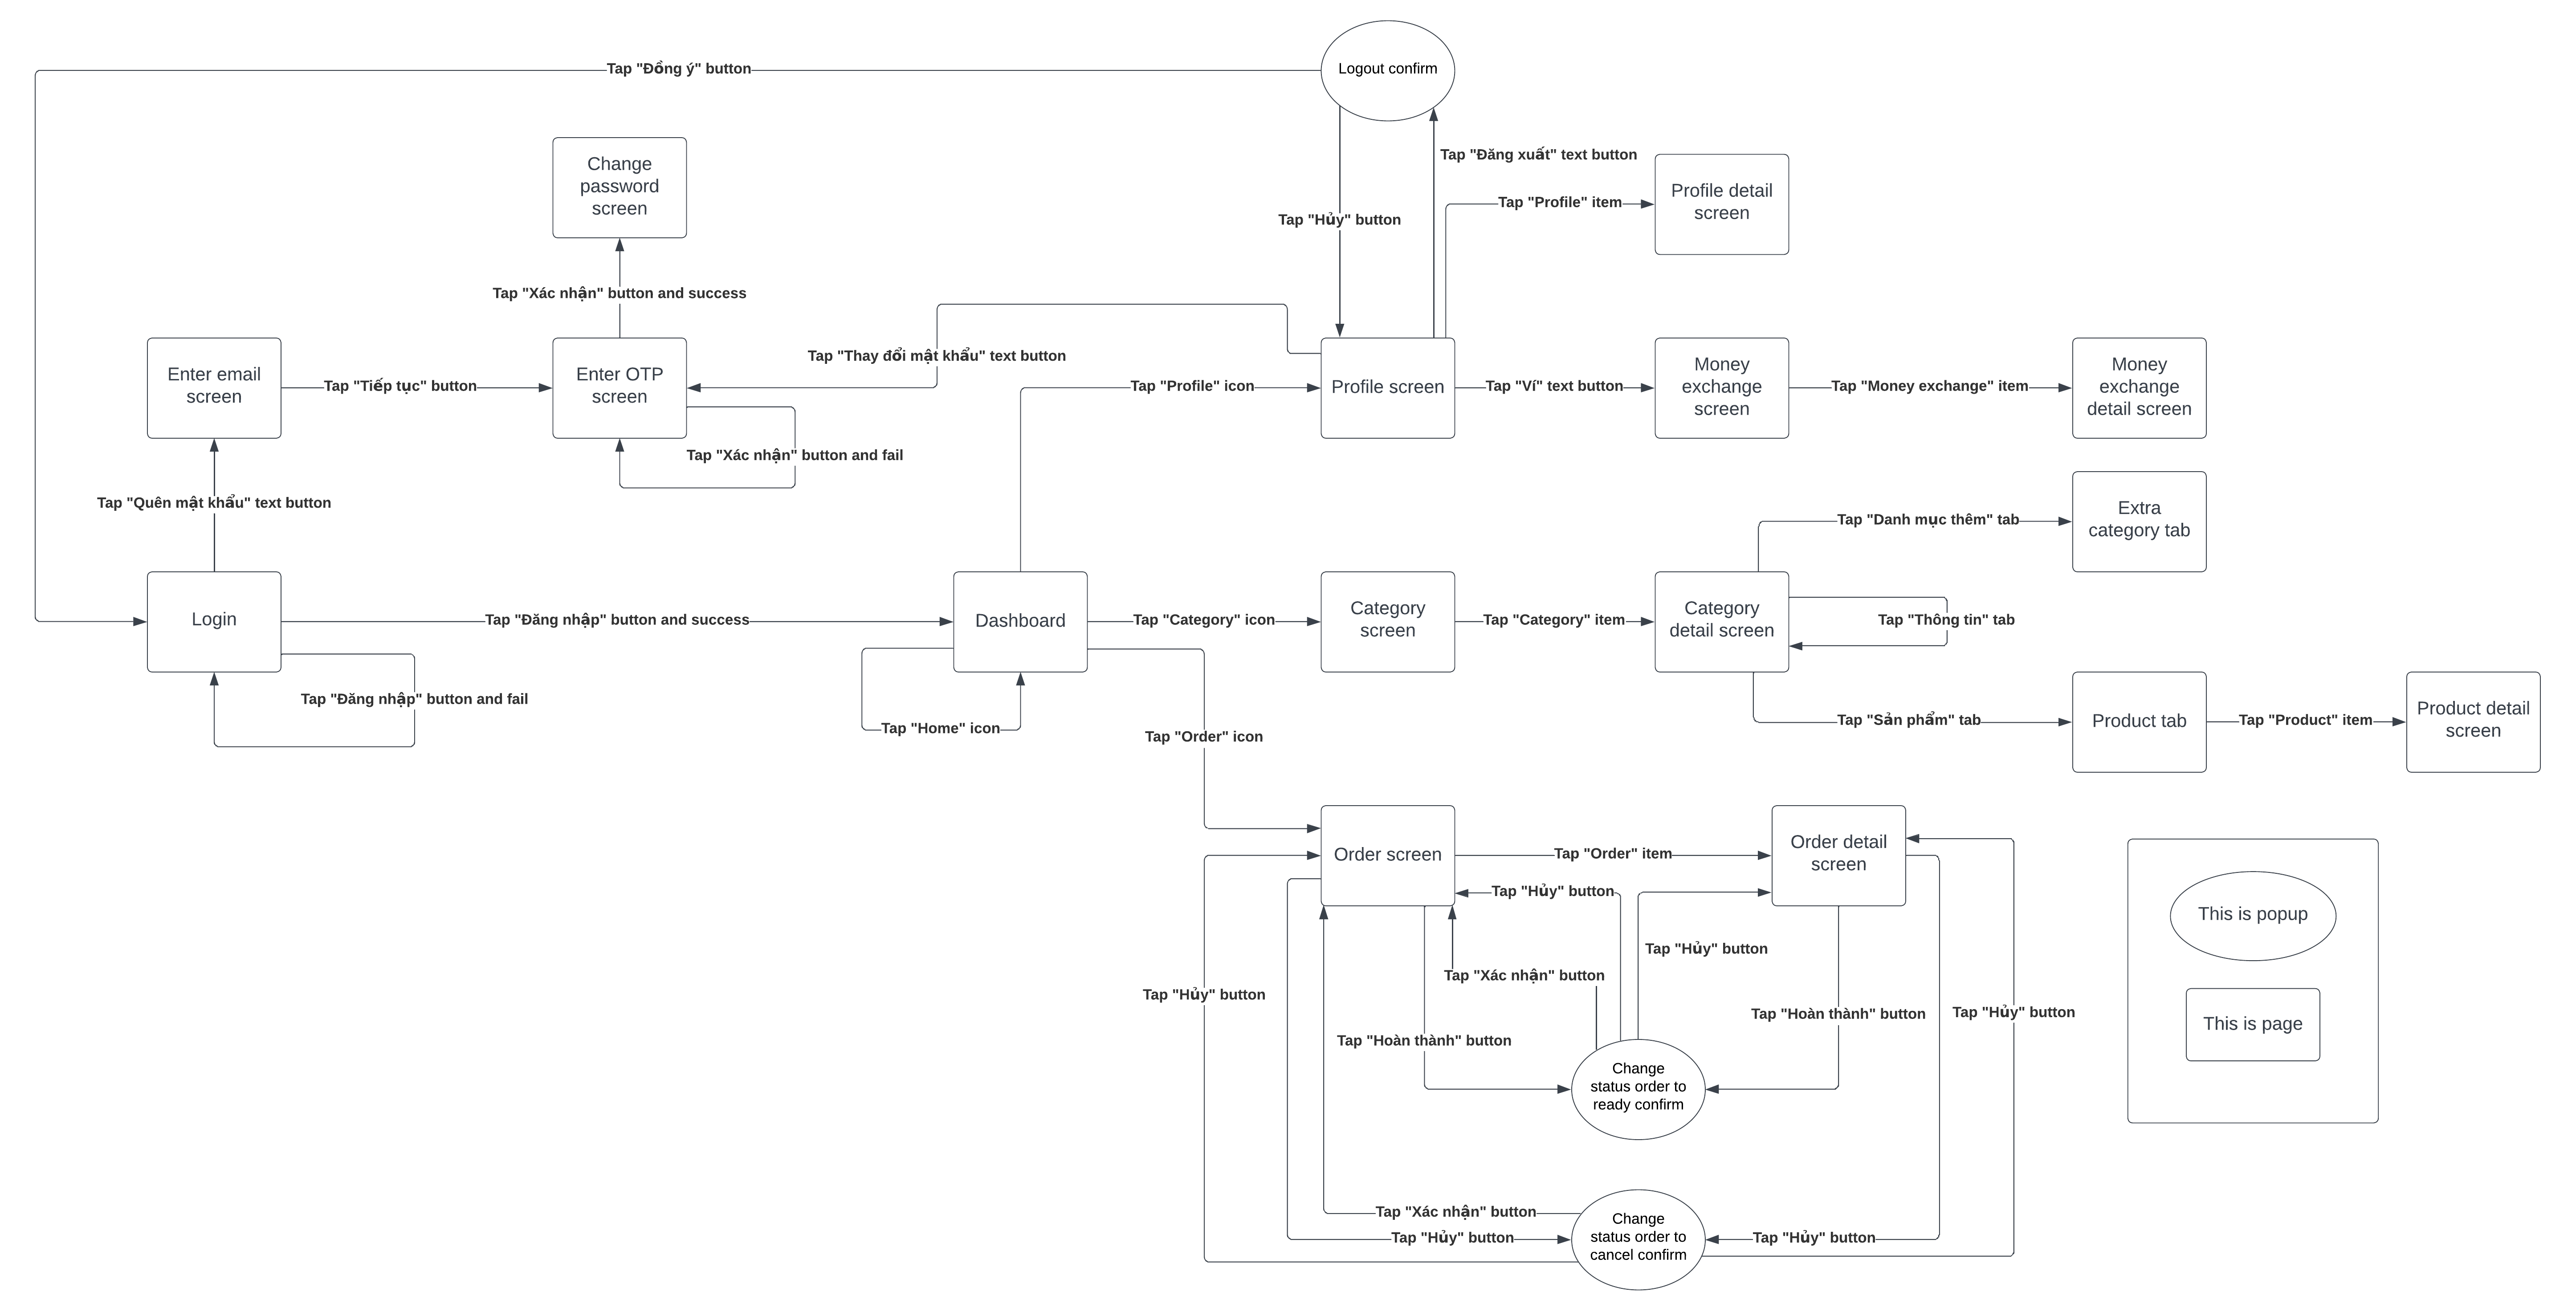 Logout confirm
Tap "Đồng ý" button
Change
password
screen
Tap "Đăng xuất" text button
Profile detail
screen
Tap "Profile" item
Tap "Hủy" button
Tap "Xác nhận" button and success
Tap "Thay đổi mật khẩu" text button
Enter email
screen
Tap "Tiếp tục" button
Enter OTP
screen
Tap "Profile" icon
Profile screen
Tap "Ví" text button
Money
exchange
screen
Tap "Money exchange" item
Money
exchange
detail screen
Tap "Xác nhận" button and fail
Tap "Quên mật khẩu" text button
Tap "Danh mục thêm" tab
Extra
category tab
Login
Tap "Đăng nhập" button and success
Dashboard
Tap "Category" icon
Category
screen
Tap "Category" item
Category
detail screen
Tap "Thông tin" tab
Tap "Đăng nhập" button and fail
Tap "Home" icon
Tap "Order" icon
Tap "Sản phẩm" tab
Product tab
Tap "Product" item
Product detail
screen
Order screen
Tap "Order" item
Order detail
screen
Tap "Hủy" button
Tap "Hủy" button
Tap "Xác nhận" button
Tap "Hủy" button
Tap "Hoàn thành" button
Tap "Hoàn thành" button
Tap "Hủy" button
Change
status order to
ready confirm
This is popup
This is page
Tap "Xác nhận" button
Tap "Hủy" button
Change
status order to
cancel confirm
Tap "Hủy" button